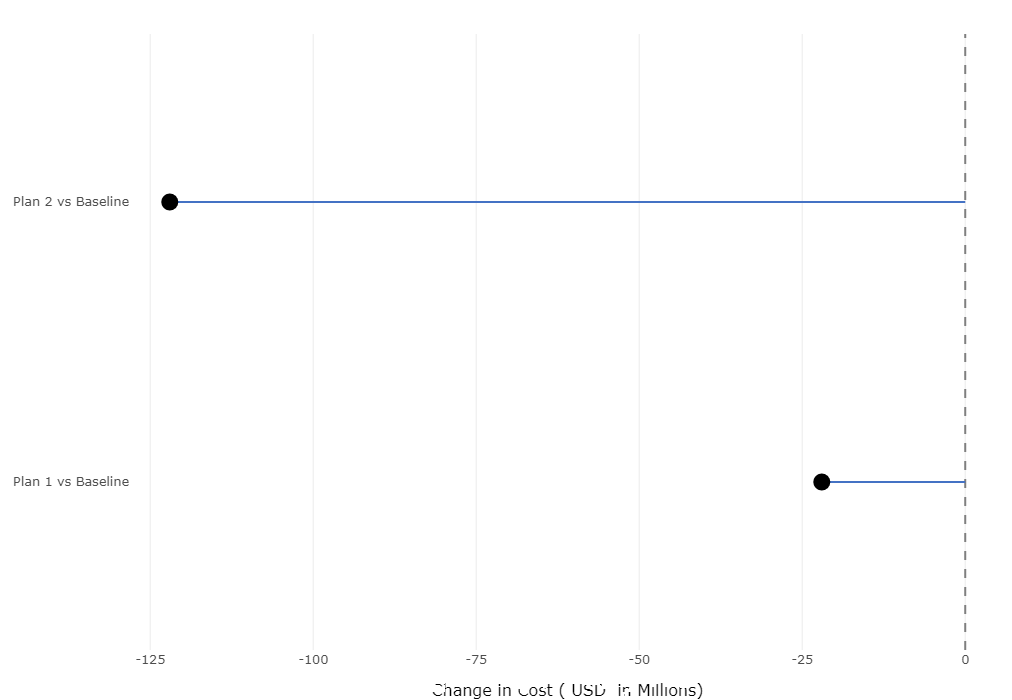 Plan 2 vs Baseline
Plan 1 vs Baseline
-125 -100 -75 -50 -25 0
Change in Cost ( USD in Millions)